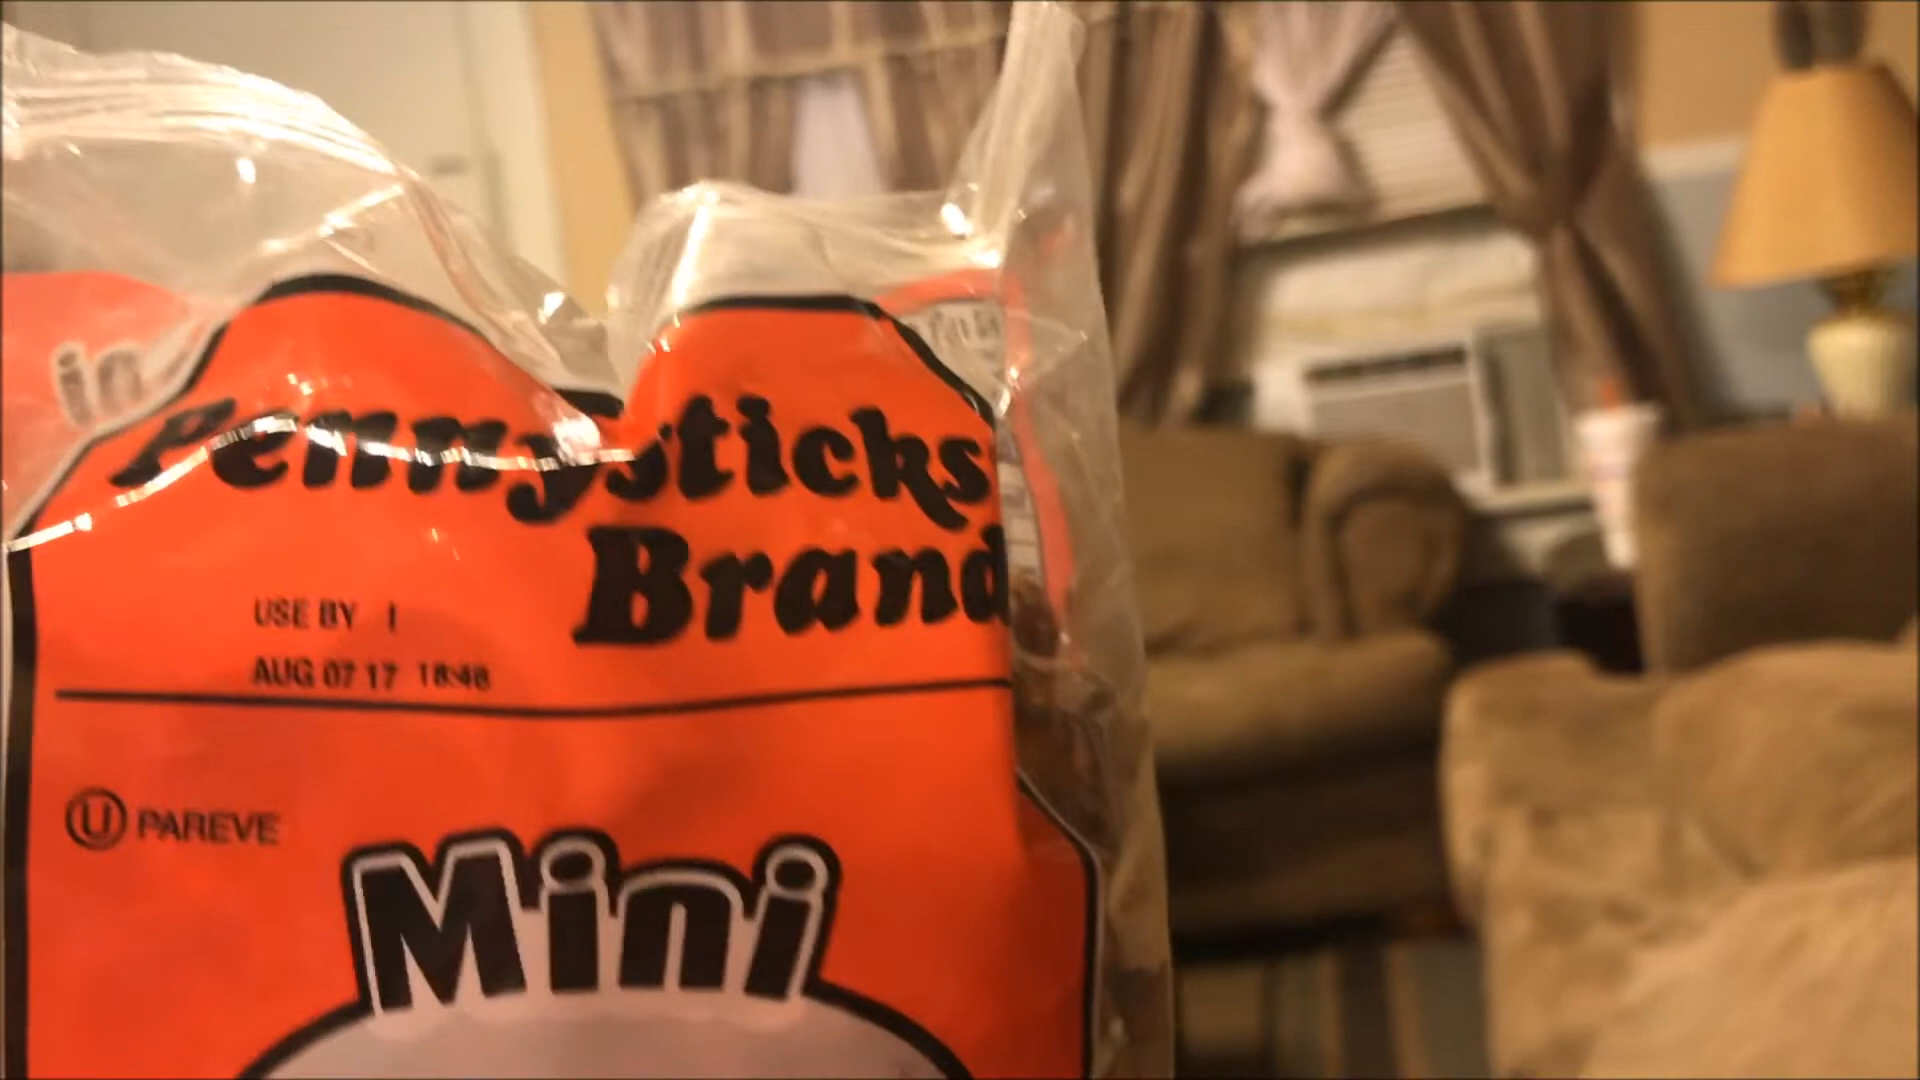 Pennysticks
Brand
USE BY I
AUG 07 17 18:48
U PAREVE
Mini